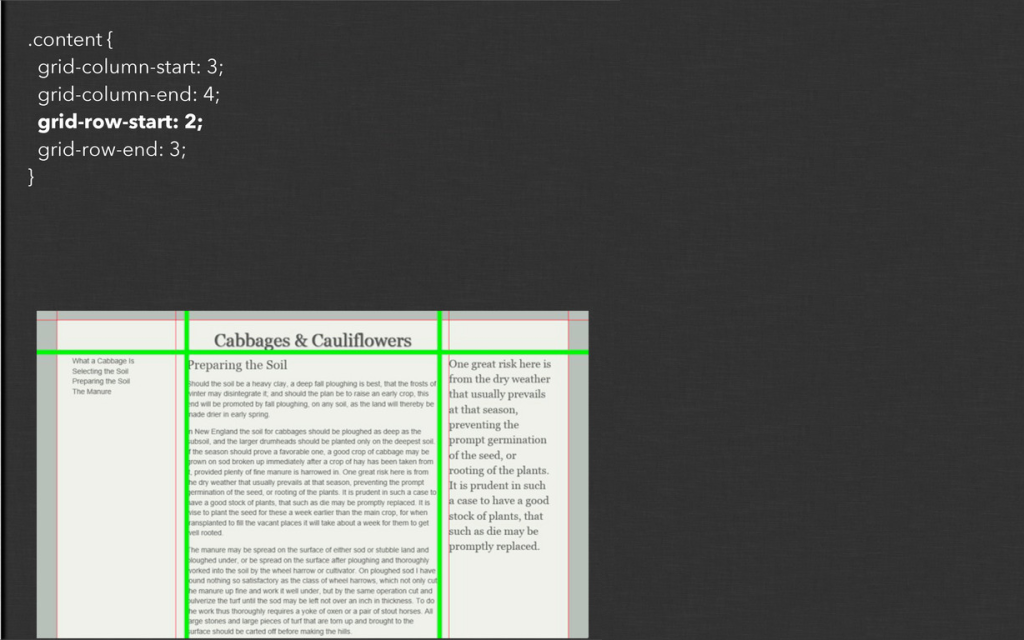 .content {
grid-column-start: 3;
grid-column-end: 4;
grid-row-start: 2;
grid-row-end: 3;
}
Cabbages & Cauliflowers
What a Cabbage Is
Selecting the Soil
Preparing the Soil
The Manure
Preparing the Soil
Should the soil be a heavy clay, a deep fall ploughing is best, that the frosts of
winter may disintegrate it, and should the plan be to raise an early crop, this
end will be promoted by fall ploughing, on any soil, as the land will thereby be
made drier in early spring.
In New England the soil for cabbages should be ploughed as deep as the
subsoil, and the larger drumheads should be planted only on the deepest soil.
If the season should prove a favorable one, a good crop of cabbage may be
grown on sod broken up immediately after a crop of hay has been taken from
it, provided plenty of fine manure is harrowed in. One great risk here is from
the dry weather that usually prevails at that season, preventing the prompt
germination of the seed, or rooting of the plants. It is prudent in such a case to
have a good stock of plants, that such as die may be promptly replaced. It is
wise to plant the seed for these a week earlier than the main crop, for when
transplanted to fill the vacant places it will take about a week for them to get
well rooted.
The manure may be spread on the surface of either sod or stubble land and
ploughed under, or be spread on the surface after ploughing and thoroughly
worked into the soil by the wheel harrow or cultivator. On ploughed sod I have
found nothing so satisfactory as the class of wheel harrows, which not only cut
the manure up fine and work it well under, but by the same operation cut and
pulverize the turf until the sod may be left not over an inch in thickness. To do
the work thus thoroughly requires a yoke of oxen or a pair of stout horses. All
large stones and large pieces of turf that are torn up and brought to the
surface should be carted off before making the hills.
One great risk here is
from the dry weather
that usually prevails
at that season,
preventing the
prompt germination
of the seed, or
rooting of the plants.
It is prudent in such
a case to have a good
stock of plants, that
such as die may be
promptly replaced.